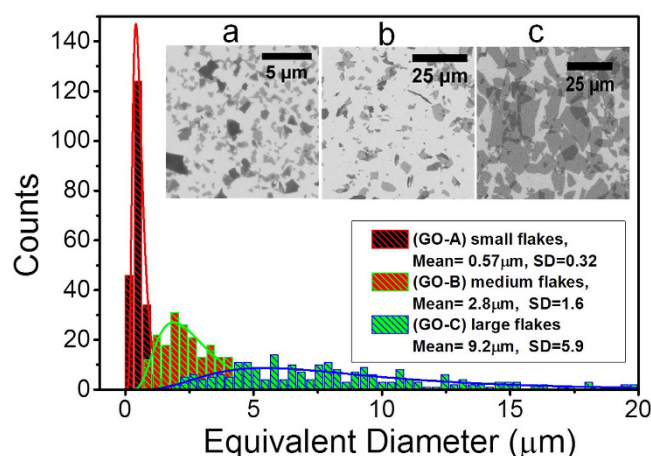 a b c
5 µm
25 µm
25 µm
140
120
100
80
60
40
20
0
Counts
(GO-A) small flakes,
Mean= 0.57µm, SD=0.32
(GO-B) medium flakes,
Mean= 2.8µm, SD=1.6
(GO-C) large flakes
Mean= 9.2µm, SD=5.9
0 5 10 15 20
Equivalent Diameter (µm)